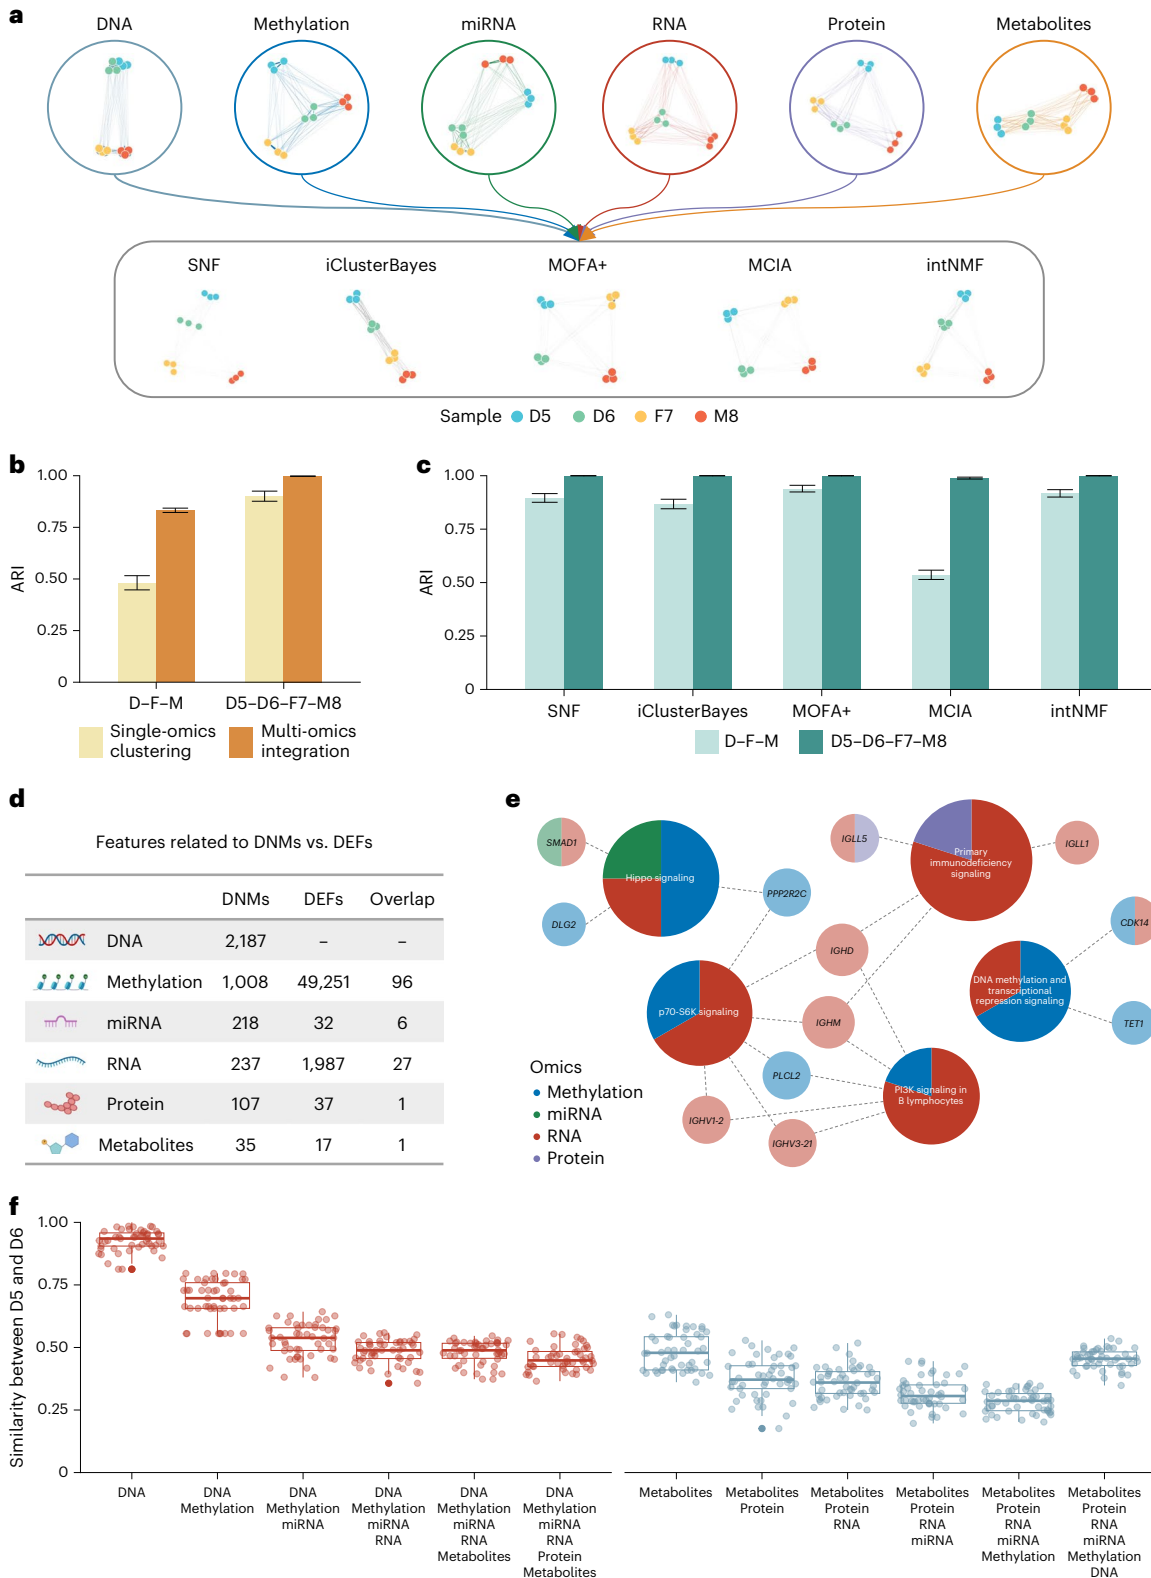 a
DNA
Methylation
miRNA
RNA
Protein
Metabolites
SNF
iClusterBayes
MOFA+
MCIA
intNMF
Sample D5 D6 F7 M8
b
ARI
1.00
0.75
0.50
0.25
0
D–F–M
D5–D6–F7–M8
Single-omics
clustering
Multi-omics
integration
c
ARI
1.00
0.75
0.50
0.25
0
SNF
iClusterBayes
MOFA+
MCIA
intNMF
D–F–M
D5–D6–F7–M8
d
Features related to DNMs vs. DEFs
DNMs DEFs Overlap
DNA 2,187 – –
Methylation 1,008 49,251 96
miRNA 218 32 6
RNA 237 1,987 27
Protein 107 37 1
Metabolites 35 17 1
e
SMAD1
Hippo signaling
DLG2
PPP2R2C
IGLL5
Primary
immunodeficiency
signaling
IGLL1
CDK14
IGHD
DNA methylation and
transcriptional
repression signaling
p70-S6K signaling
IGHM
TET1
PLCL2
PI3K signaling in
B lymphocytes
IGHV1-2
IGHV3-21
Omics
Methylation
miRNA
RNA
Protein
f
Similarity between D5 and D6
1.00
0.75
0.50
0.25
0
DNA
DNA
Methylation
DNA
Methylation
miRNA
DNA
Methylation
miRNA
RNA
DNA
Methylation
miRNA
RNA
Metabolites
DNA
Methylation
miRNA
RNA
Protein
Metabolites
Metabolites
Metabolites
Protein
Metabolites
Protein
RNA
Metabolites
Protein
RNA
miRNA
Metabolites
Protein
RNA
miRNA
Methylation
Metabolites
Protein
RNA
miRNA
Methylation
DNA